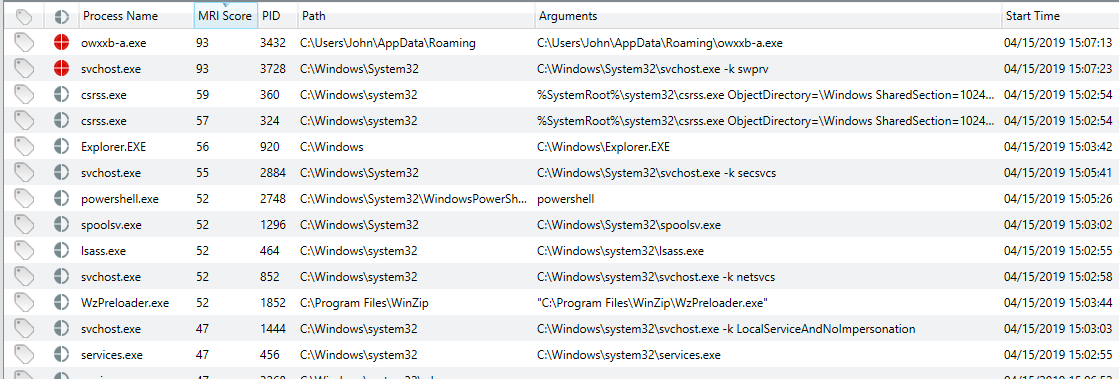 Process Name MRI Score PID Path Arguments Start Time
owxxb-a.exe 93 3432 C:\Users\John\AppData\Roaming C:\Users\John\AppData\Roaming\owxxb-a.exe 04/15/2019 15:07:13
svchost.exe 93 3728 C:\Windows\System32 C:\Windows\System32\svchost.exe -k swprv 04/15/2019 15:07:23
csrss.exe 59 360 C:\Windows\system32 %SystemRoot%\system32\csrss.exe ObjectDirectory=\Windows SharedSection=1024... 04/15/2019 15:02:54
csrss.exe 57 324 C:\Windows\system32 %SystemRoot%\system32\csrss.exe ObjectDirectory=\Windows SharedSection=1024... 04/15/2019 15:02:54
Explorer.EXE 56 920 C:\Windows C:\Windows\Explorer.EXE 04/15/2019 15:03:42
svchost.exe 55 2884 C:\Windows\System32 C:\Windows\System32\svchost.exe -k secsvcs 04/15/2019 15:05:41
powershell.exe 52 2748 C:\Windows\System32\WindowsPowerSh... powershell 04/15/2019 15:05:26
spoolsv.exe 52 1296 C:\Windows\System32 C:\Windows\System32\spoolsv.exe 04/15/2019 15:03:02
lsass.exe 52 464 C:\Windows\system32 C:\Windows\system32\lsass.exe 04/15/2019 15:02:55
svchost.exe 52 852 C:\Windows\system32 C:\Windows\system32\svchost.exe -k netsvcs 04/15/2019 15:02:58
WzPreloader.exe 52 1852 C:\Program Files\WinZip "C:\Program Files\WinZip\WzPreloader.exe" 04/15/2019 15:03:44
svchost.exe 47 1444 C:\Windows\system32 C:\Windows\system32\svchost.exe -k LocalServiceAndNoImpersonation 04/15/2019 15:03:03
services.exe 47 456 C:\Windows\system32 C:\Windows\system32\services.exe 04/15/2019 15:02:55